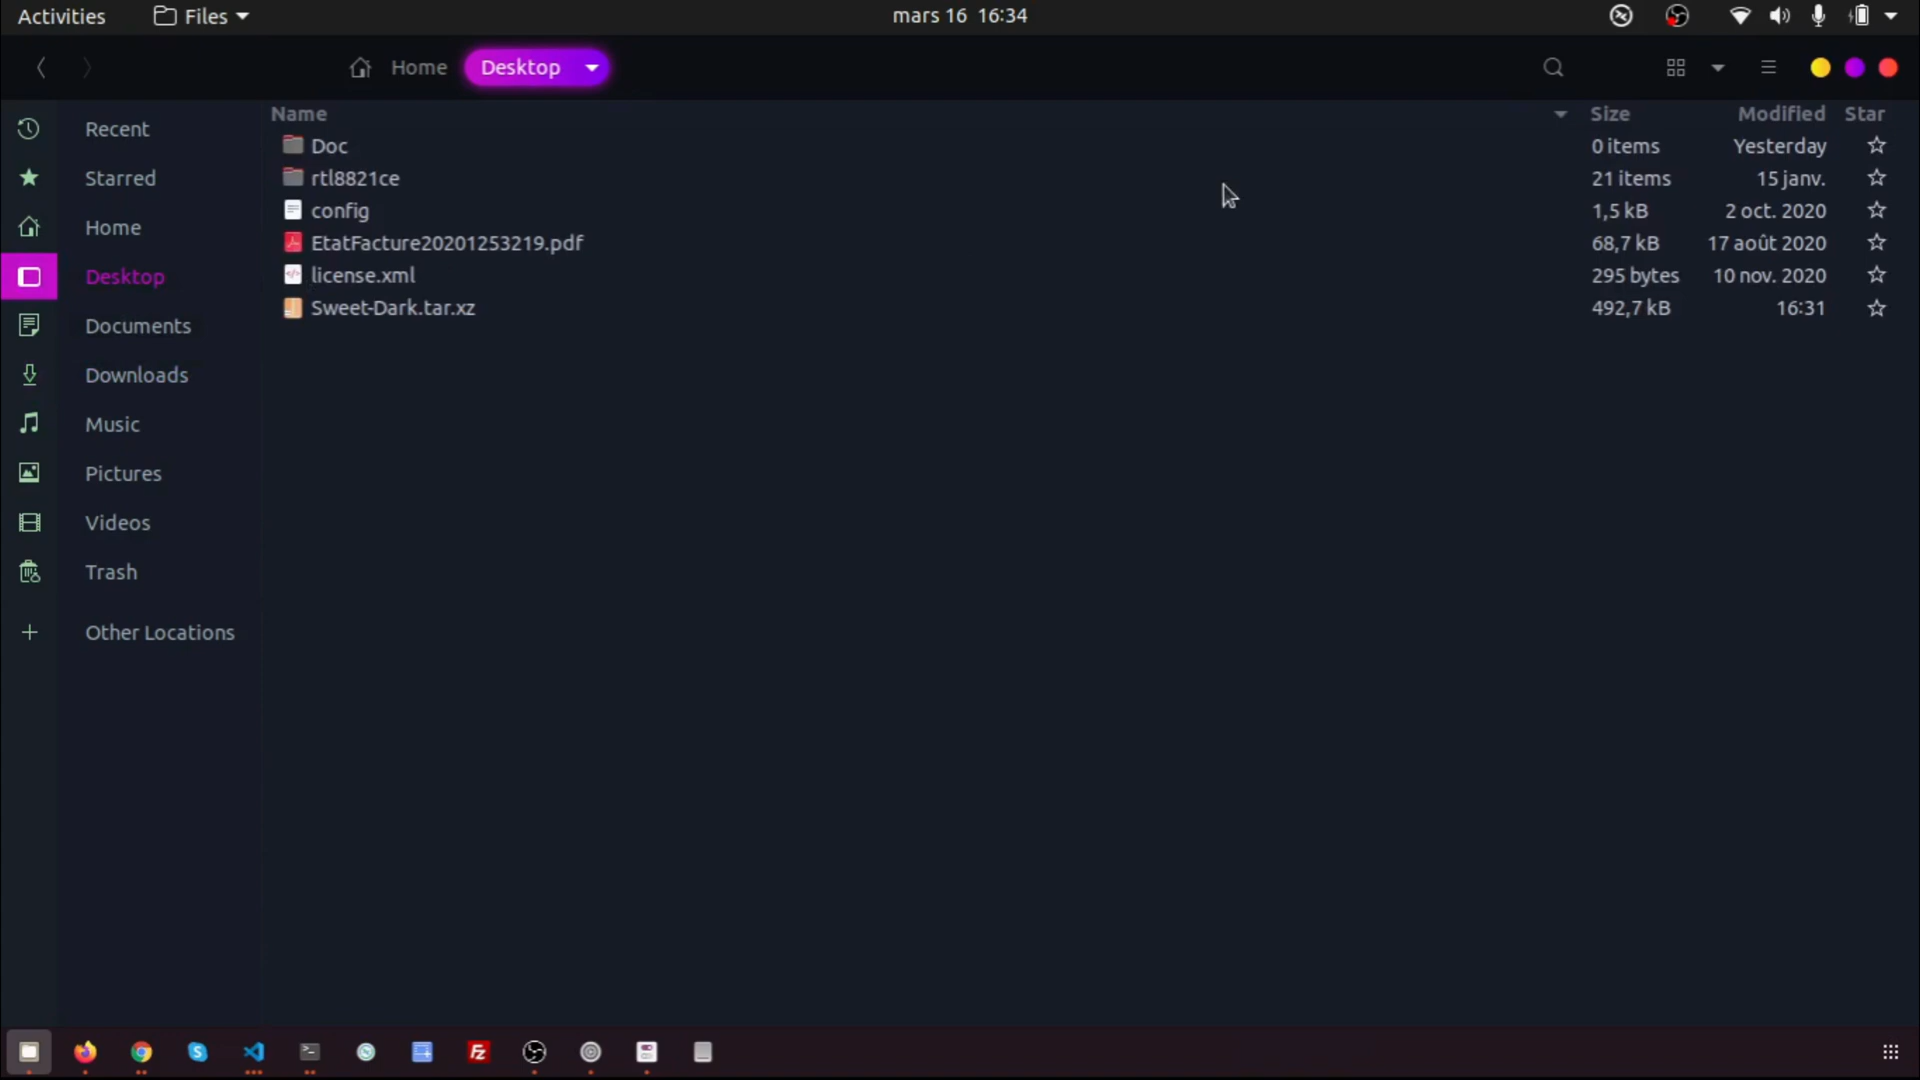 Activities Files mars 16 16:34
Home Desktop
Name Size Modified Star
Recent
Starred
Home
Desktop
Documents
Downloads
Music
Pictures
Videos
Trash
Other Locations
Doc 0 items Yesterday
rtl8821ce 21 items 15 janv.
config 1,5 kB 2 oct. 2020
EtatFacture20201253219.pdf 68,7 kB 17 août 2020
license.xml 295 bytes 10 nov. 2020
Sweet-Dark.tar.xz 492,7 kB 16:31